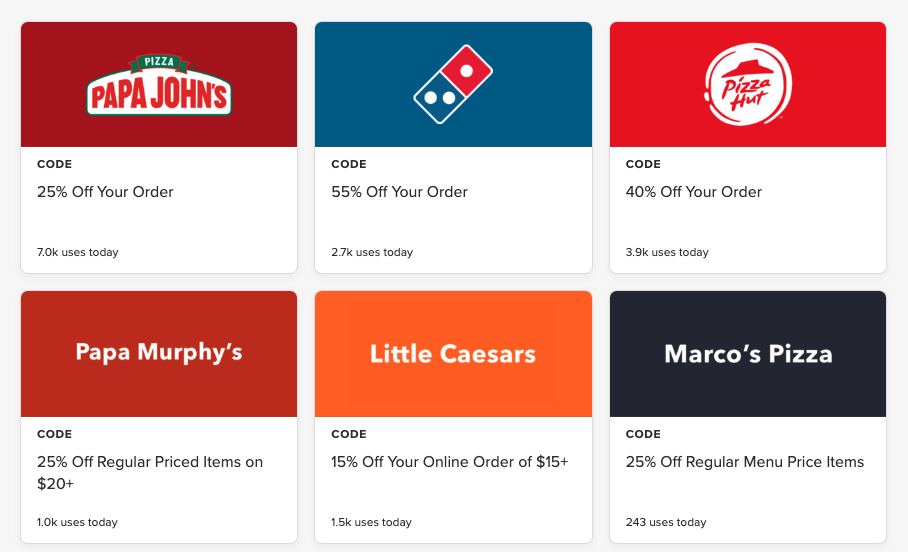 PIZZA
PAPA JOHN'S
Pizza
Hut
CODE
25% Off Your Order
7.0k uses today
CODE
55% Off Your Order
2.7k uses today
CODE
40% Off Your Order
3.9k uses today
Papa Murphy's
Little Caesars
Marco's Pizza
CODE
25% Off Regular Priced Items on
$20+
1.0k uses today
CODE
15% Off Your Online Order of $15+
1.5k uses today
CODE
25% Off Regular Menu Price Items
243 uses today